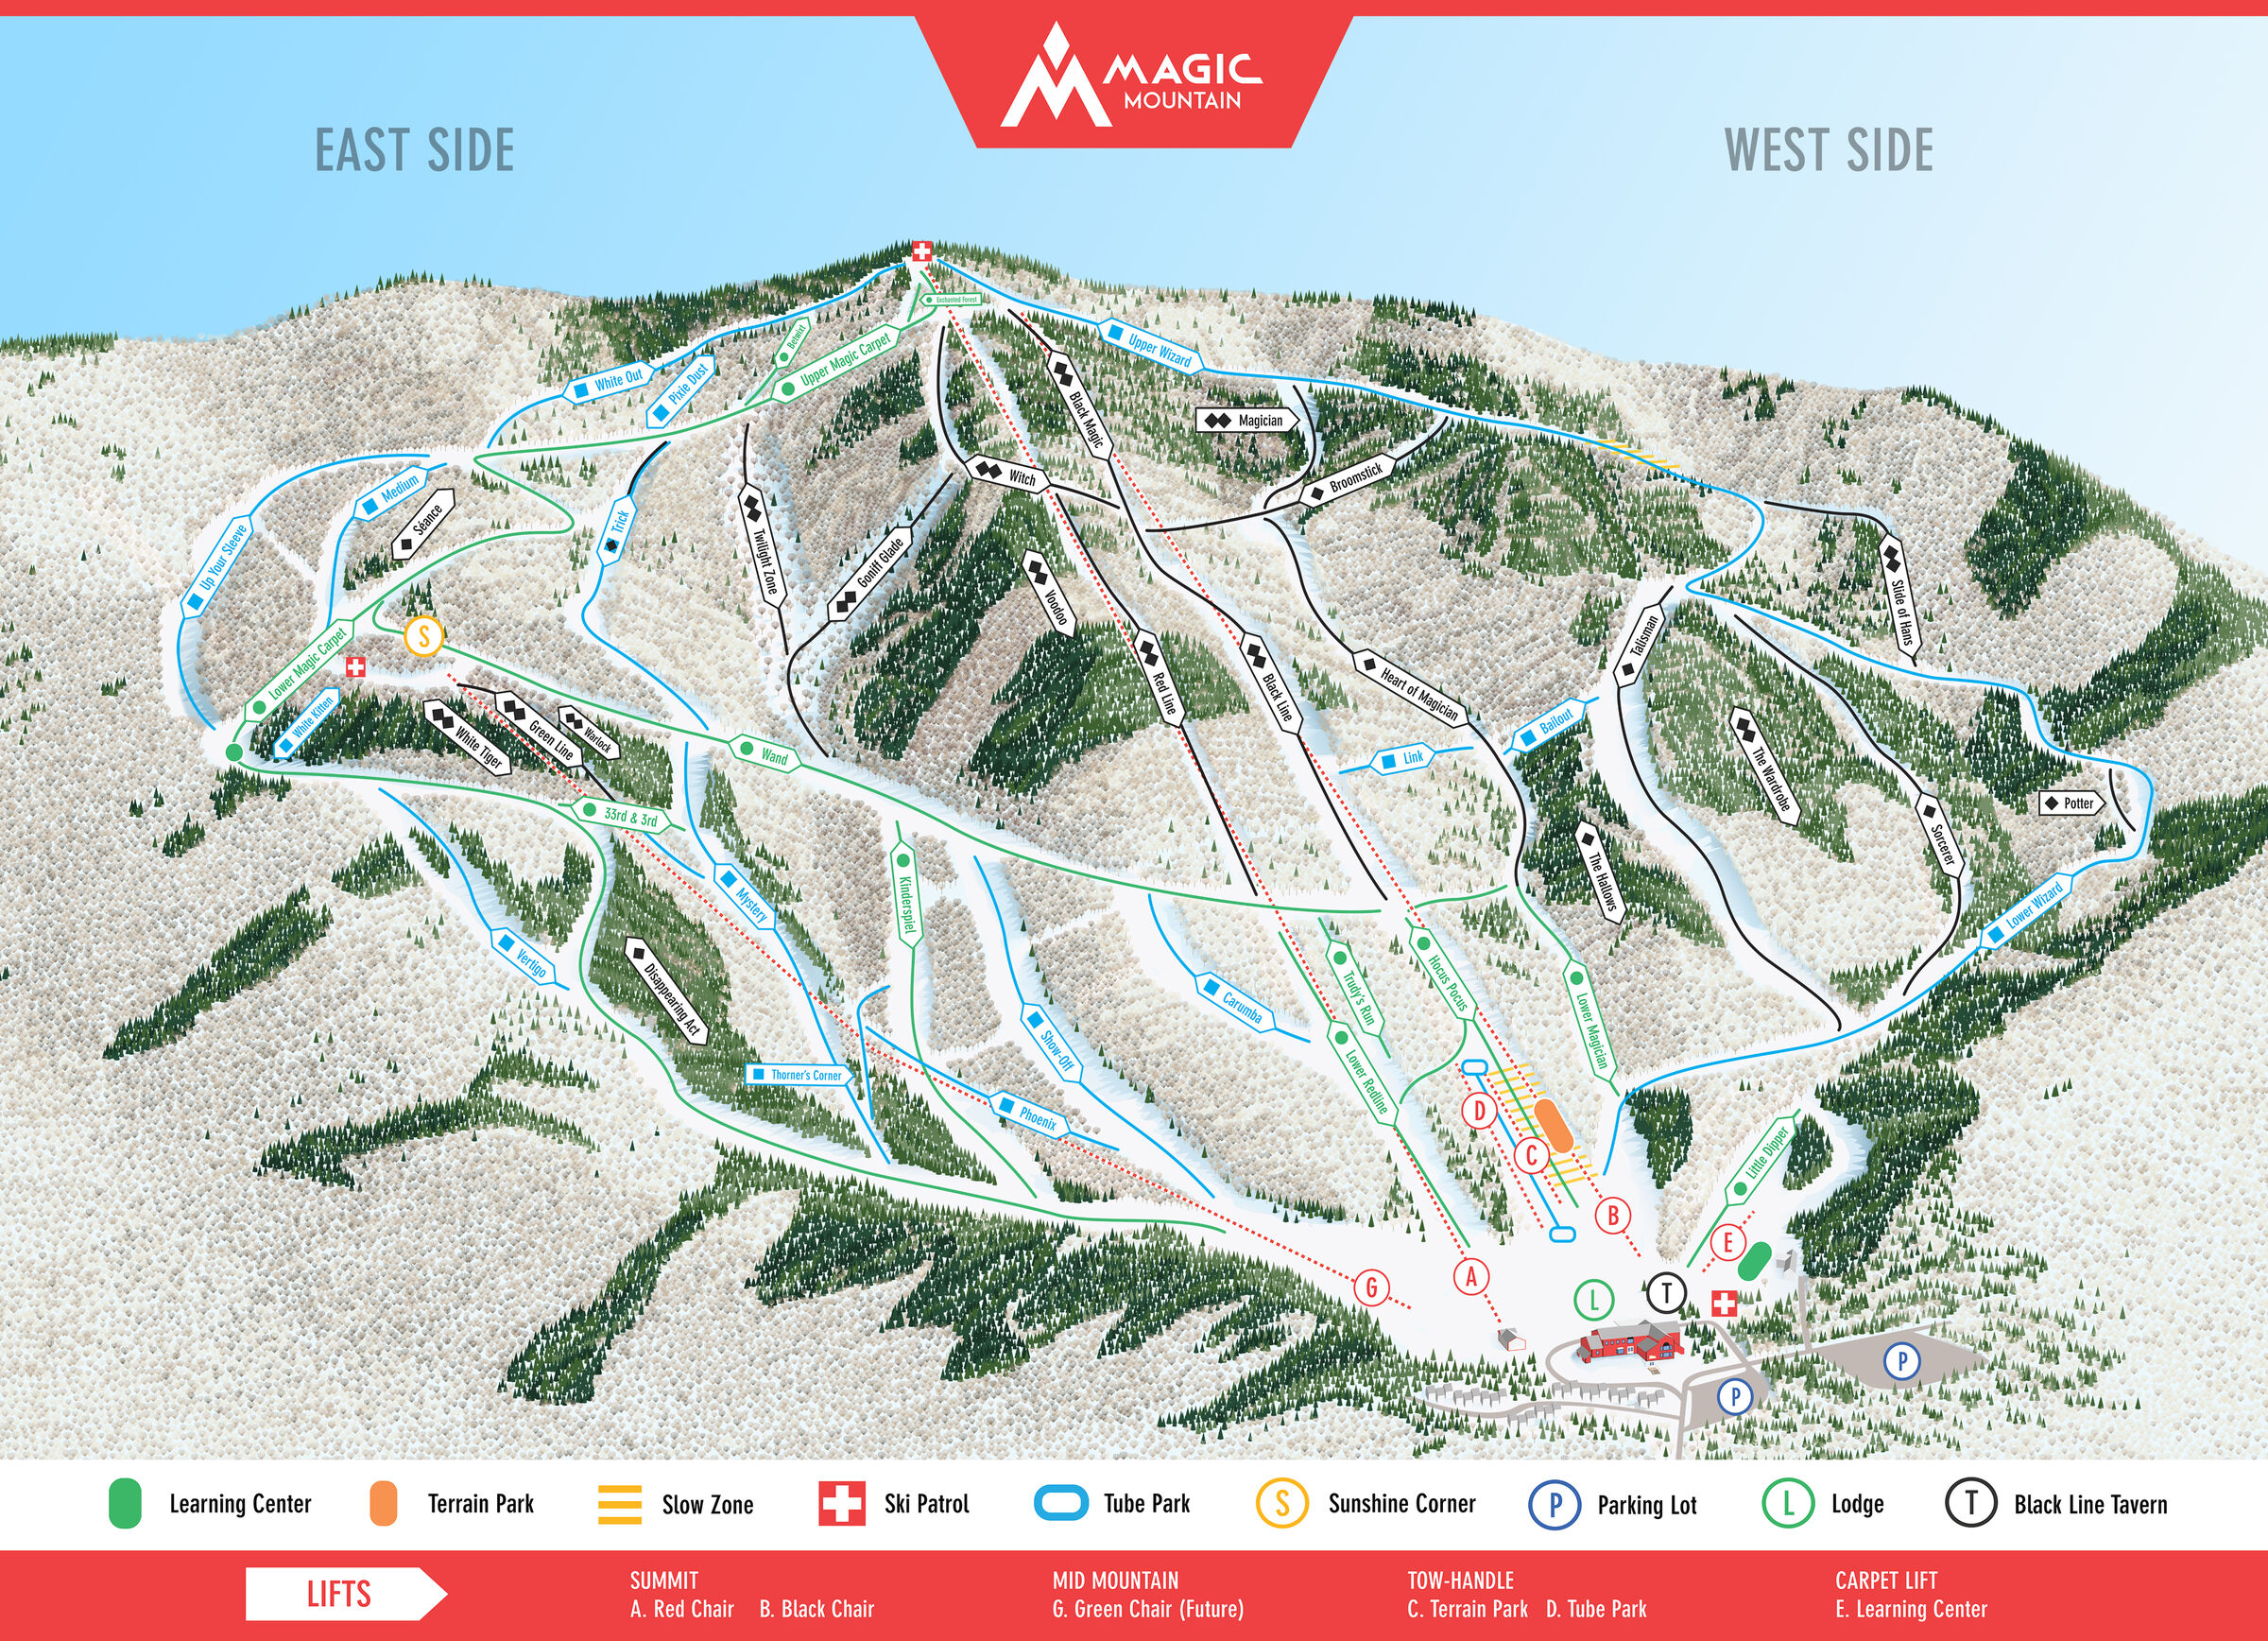 MAGIC
MOUNTAIN
EAST SIDE
WEST SIDE
Enchanted Forest
Betwixt
Upper Magic Carpet
White Out
Pixie Dust
Upper Wizard
Black Magic
Magician
Witch
Broomstick
Medium
Séance
Trick
Twilight Zone
Goniff Glade
Voodoo
Up Your Sleeve
Slide of Hans
Talisman
S
Lower Magic Carpet
White Kitten
White Tiger
Green Line
Warlock
Wand
Red Line
Black Line
Heart of Magician
Bailout
Link
The Wardrobe
Potter
Sorcerer
33rd & 3rd
Mystery
Kinderspiel
The Hallows
Lower Wizard
Vertigo
Disappearing Act
Show-Off
Carumba
Trudy's Run
Hocus Pocus
Lower Magician
Lower Redline
Thorner's Corner
Phoenix
Little Dipper
D
C
B
E
A
G
L
T
P
P
Learning Center
Terrain Park
Slow Zone
Ski Patrol
Tube Park
S Sunshine Corner
P Parking Lot
L Lodge
T Black Line Tavern
LIFTS
SUMMIT
A. Red Chair B. Black Chair
MID MOUNTAIN
G. Green Chair (Future)
TOW-HANDLE
C. Terrain Park D. Tube Park
CARPET LIFT
E. Learning Center